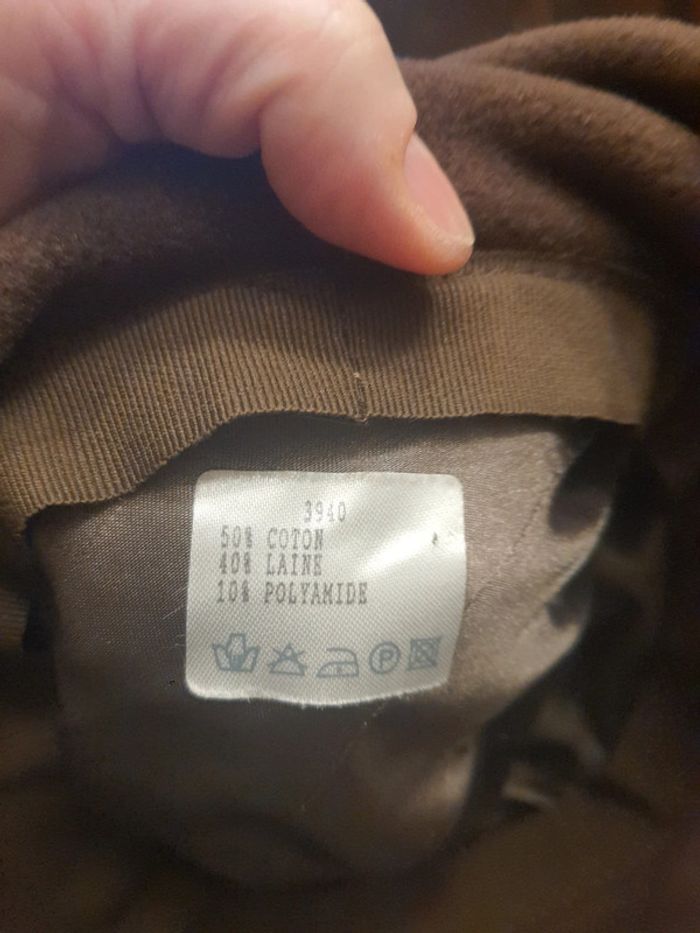 3940
50% COTON
40% LAINE
10% POLYAMIDE
P